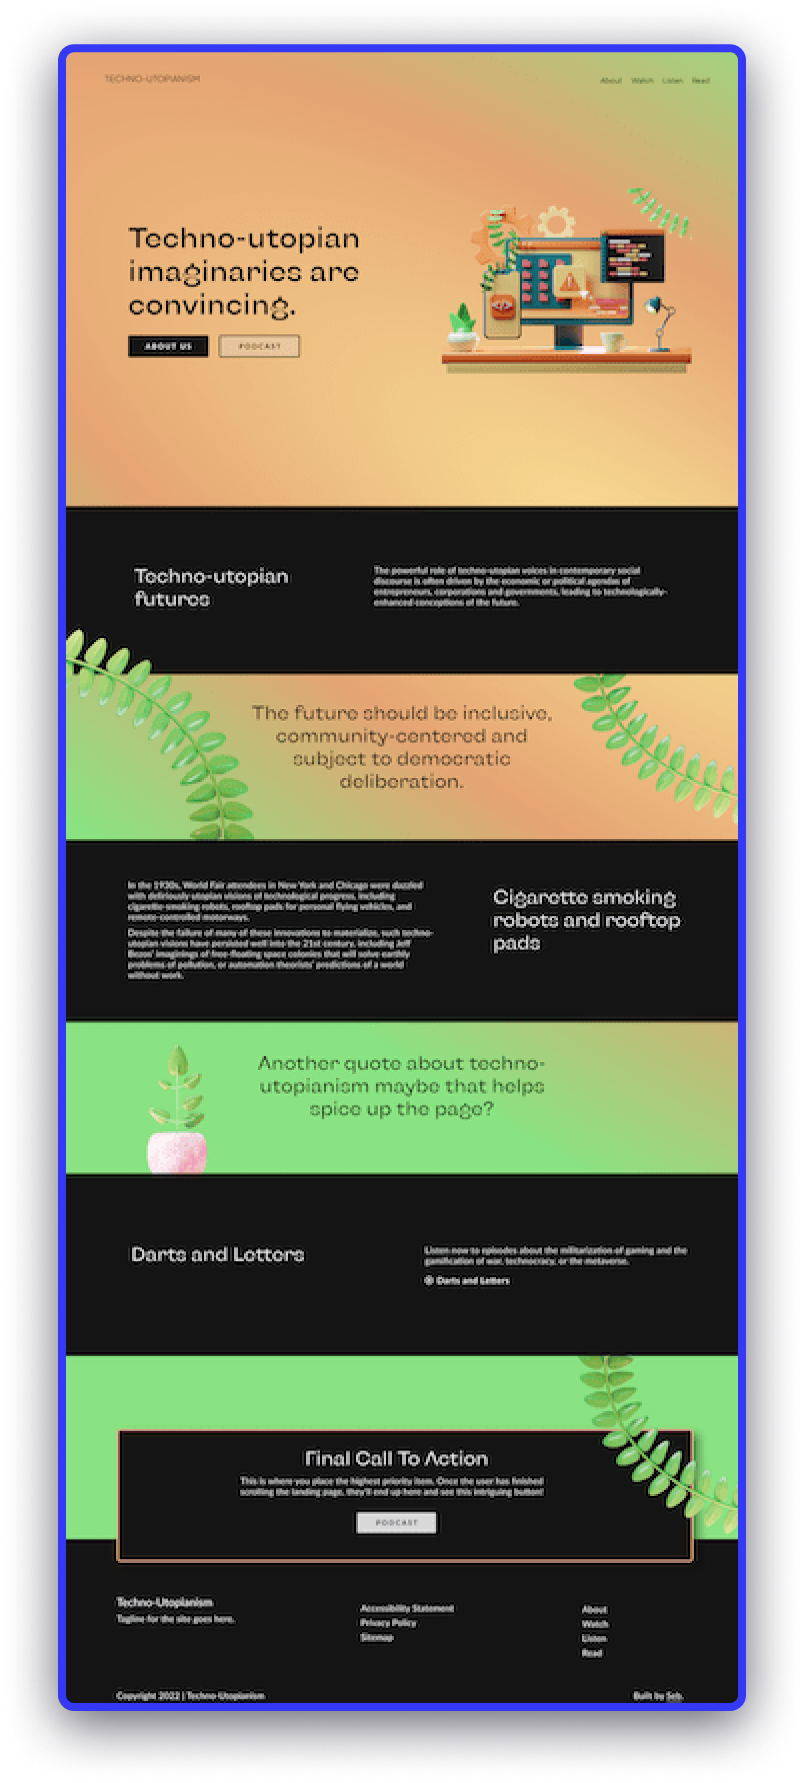 TECHNO-UTOPIANISM
About Watch Listen Read
Techno-utopian
imaginaries are
convincing.
ABOUT US
PODCAST
Techno-utopian
futures
The powerful role of techno-utopian voices in contemporary social
discourse is often driven by the economic or political agendas of
entrepreneurs, corporations and governments, leading to technologically-
enhanced conceptions of the future.
The future should be inclusive,
community-centered and
subject to democratic
deliberation.
In the 1930s, World Fair attendees in New York and Chicago were dazzled
with deliriously utopian visions of technological progress, including
cigarette-smoking robots, rooftop pads for personal flying vehicles, and
remote-controlled motorways.
Despite the failure of many of these innovations to materialize, such techno-
utopian visions have persisted well into the 21st century, including Jeff
Bezos' imaginings of free-floating space colonies that will solve earthly
problems of pollution, or automation theorists' predictions of a world
without work.
Cigarette smoking
robots and rooftop
pads
Another quote about techno-
utopianism maybe that helps
spice up the page?
Darts and Letters
Listen now to episodes about the militarization of gaming and the
gamification of war, technocracy, or the metaverse.
Darts and Letters
Final Call To Action
This is where you place the highest priority item. Once the user has finished
scrolling the landing page, they'll end up here and see this intriguing button!
PODCAST
Techno-Utopianism
Tagline for the site goes here.
Accessibility Statement
Privacy Policy
Sitemap
About
Watch
Listen
Read
Copyright 2022 | Techno-Utopianism
Built by Seb.